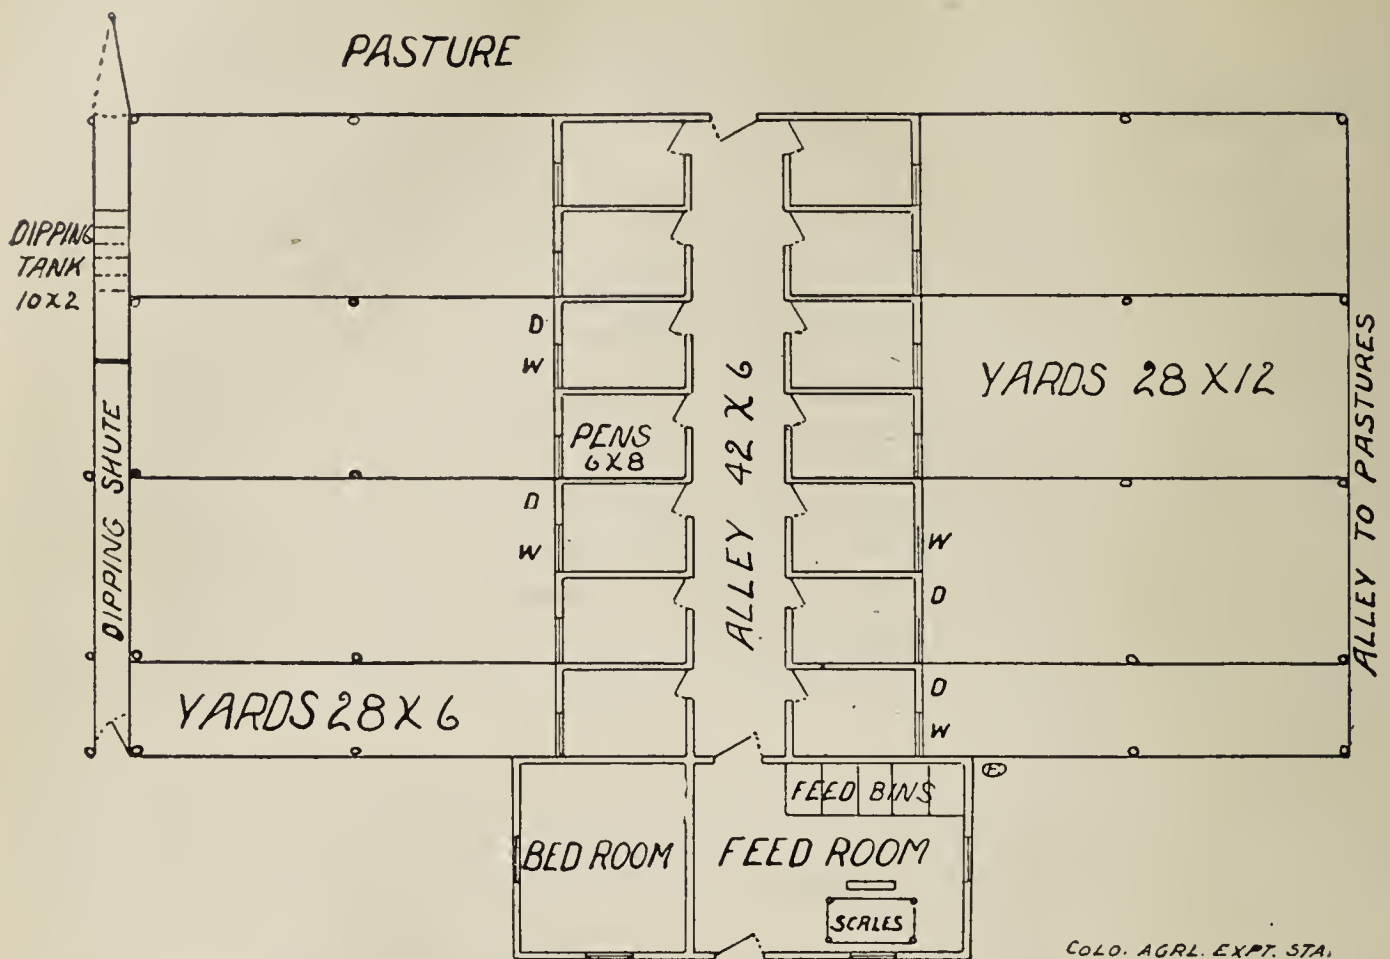 PASTURE
DIPPING
TANK
10X2
D
W
PENS
6X8
D
W
DIPPING SHUTE
YARDS 28 X 6
ALLEY 42 X 6
YARDS 28 X12
W
D
D
W
ALLEY TO PASTURES
FEED BINS
E
BED ROOM
FEED ROOM
SCALES
COLO. AGRL. EXPT. STA.